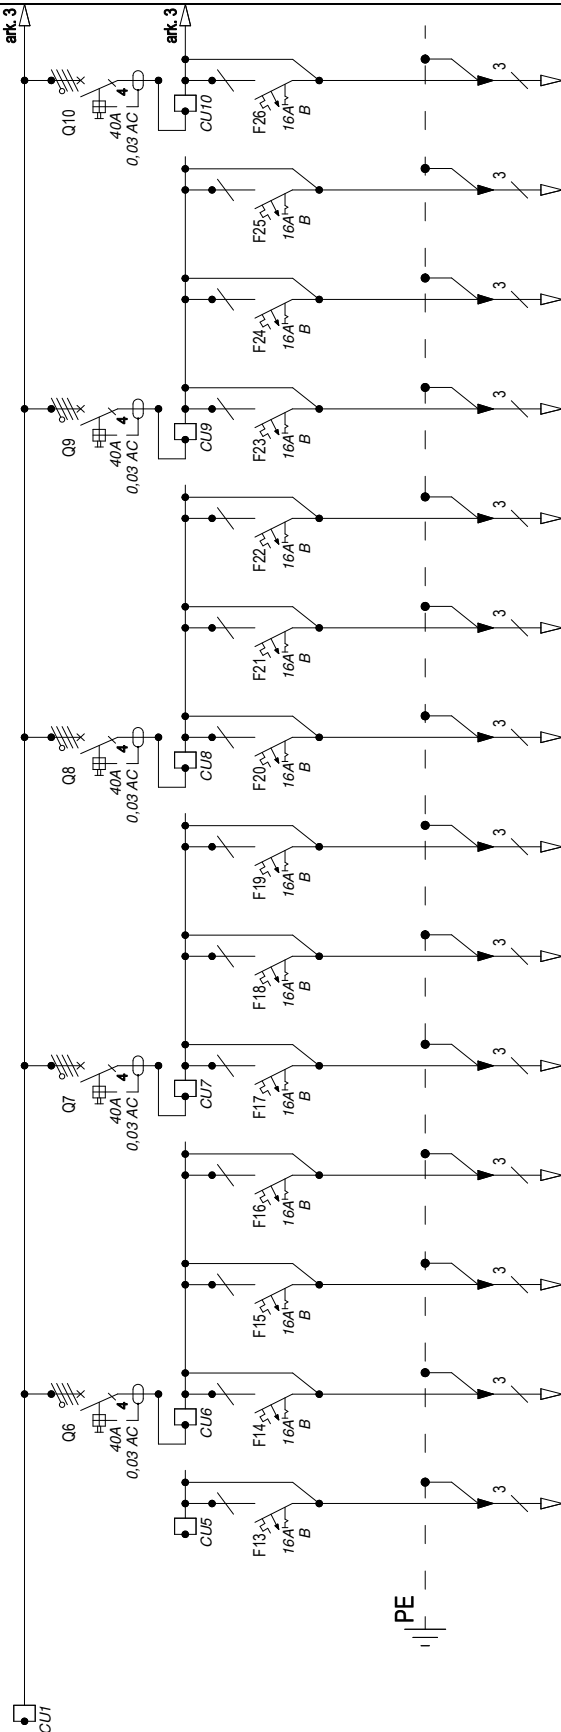 ark. 3
ark. 3
Q10
4
40A
0,03 AC
CU10
F26
16A
B
3
F25
16A
B
3
F24
16A
B
3
Q9
4
40A
0,03 AC
CU9
F23
16A
B
3
F22
16A
B
3
F21
16A
B
3
Q8
4
40A
0,03 AC
CU8
F20
16A
B
3
F19
16A
B
3
F18
16A
B
3
Q7
4
40A
0,03 AC
CU7
F17
16A
B
3
F16
16A
B
3
F15
16A
B
3
Q6
4
40A
0,03 AC
CU6
F14
16A
B
3
CU5
F13
16A
B
3
PE
CU1